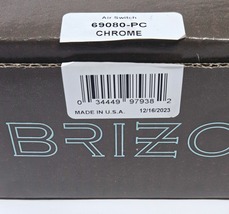 Air Switch
69080-PC
CHROME
0 34449 97938 2
MADE IN U.S.A. 12/16/2023
BRIZO